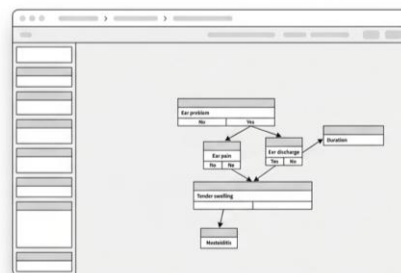 Ear problem
No Yes
Ear pain
No No
Ear discharge
Yes No
Duration
Tender swelling
Mastoiditis